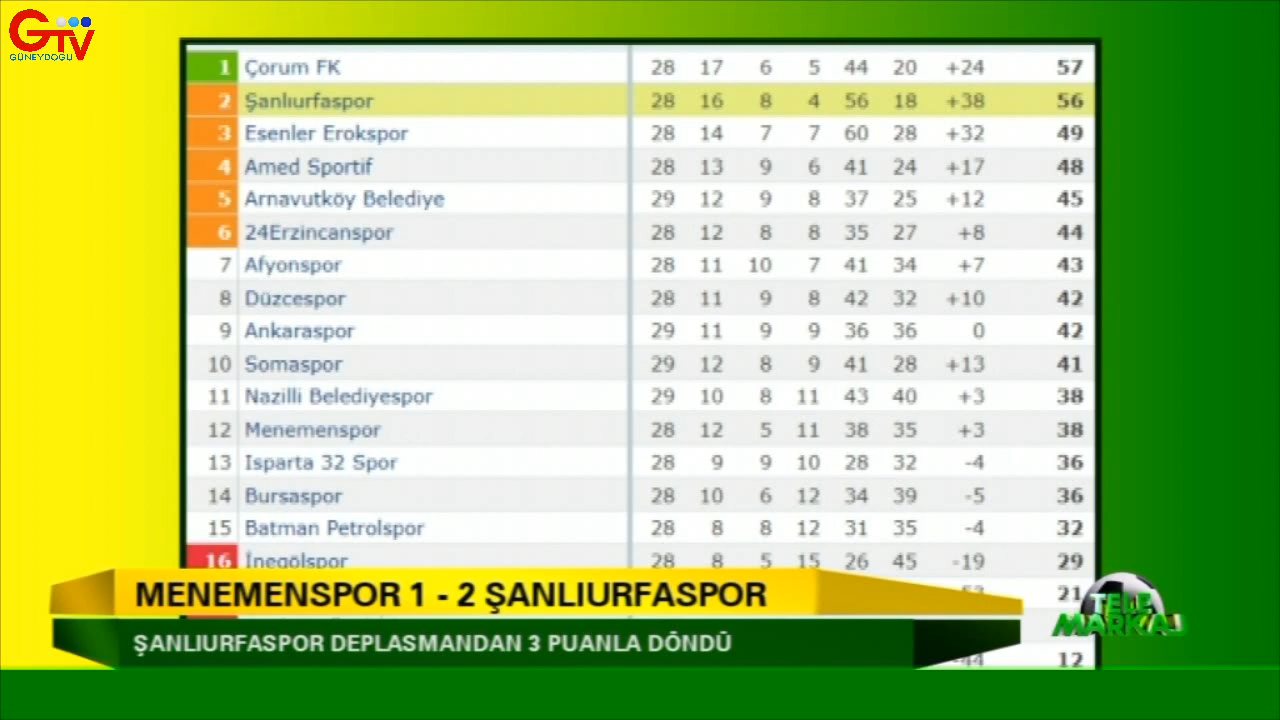 GTV
GÜNEYDOĞU
1 Çorum FK 28 17 6 5 44 20 +24 57
2 Şanlıurfaspor 28 16 8 4 56 18 +38 56
3 Esenler Erokspor 28 14 7 7 60 28 +32 49
4 Amed Sportif 28 13 9 6 41 24 +17 48
5 Arnavutköy Belediye 29 12 9 8 37 25 +12 45
6 24Erzincanspor 28 12 8 8 35 27 +8 44
7 Afyonspor 28 11 10 7 41 34 +7 43
8 Düzcespor 28 11 9 8 42 32 +10 42
9 Ankaraspor 29 11 9 9 36 36 0 42
10 Somaspor 29 12 8 9 41 28 +13 41
11 Nazilli Belediyespor 29 10 8 11 43 40 +3 38
12 Menemenspor 28 12 5 11 38 35 +3 38
13 Isparta 32 Spor 28 9 9 10 28 32 -4 36
14 Bursaspor 28 10 6 12 34 39 -5 36
15 Batman Petrolspor 28 8 8 12 31 35 -4 32
16 İnegölspor 28 8 5 15 26 45 -19 29
21
MENEMENSPOR 1 - 2 ŞANLIURFASPOR
TELE MARKAJ
ŞANLIURFASPOR DEPLASMANDAN 3 PUANLA DÖNDÜ
-44 12